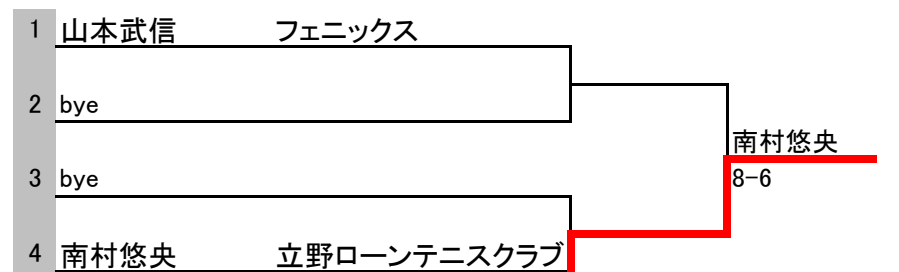 1 山本武信 フェニックス
2 bye
南村悠央
3 bye 8-6
4 南村悠央 立野ローンテニスクラブ